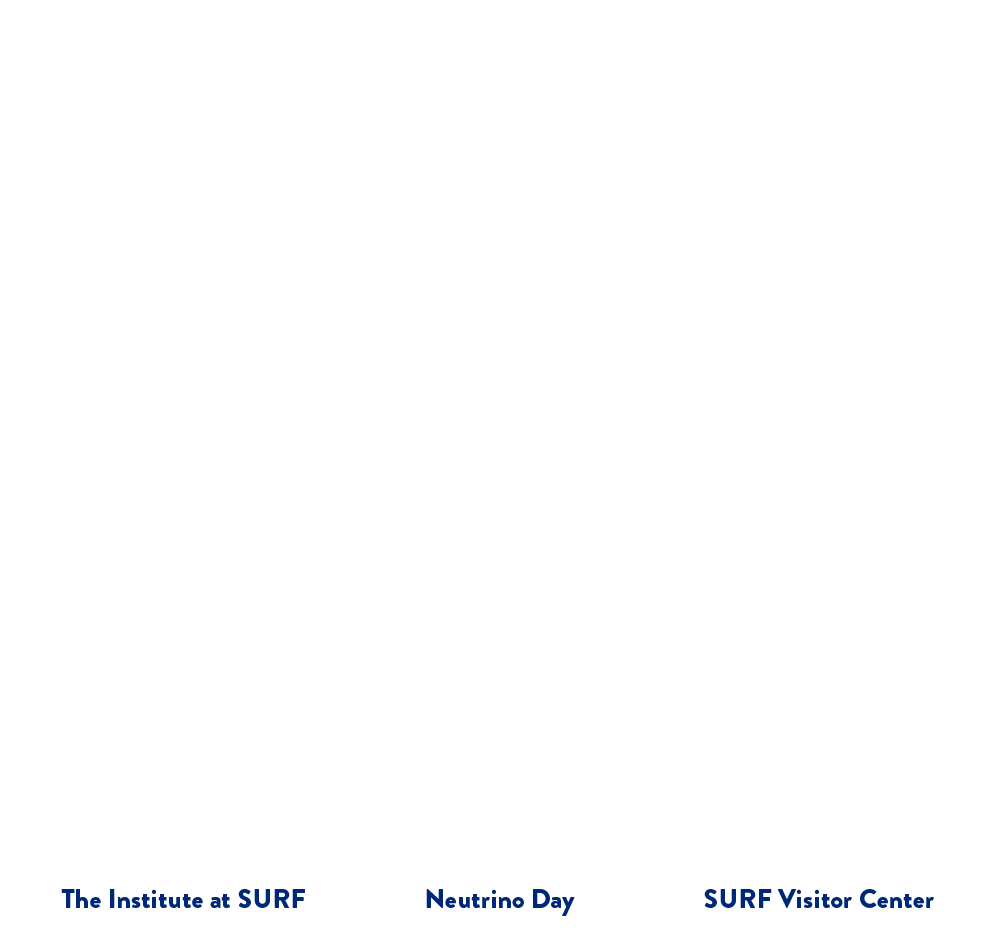 The Institute at SURF
Neutrino Day
SURF Visitor Center